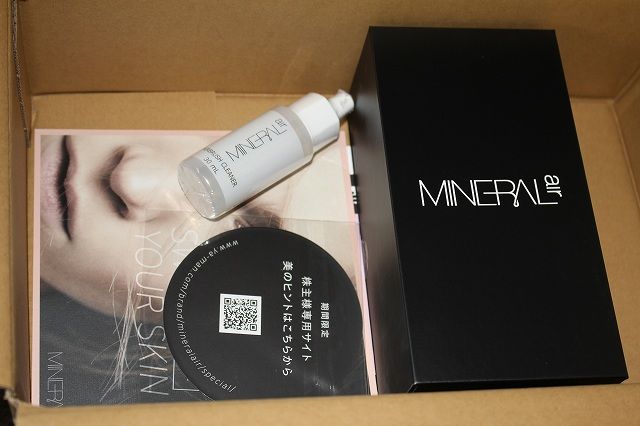 MINERAL
air
MINERAL
air
AIRBRUSH CLEANER
30 mL
期間限定
株主様専用サイト
美のヒントはこちらから
www.ya-man.com/brand/mineralair/special/
YOUR SKIN
MINERAL